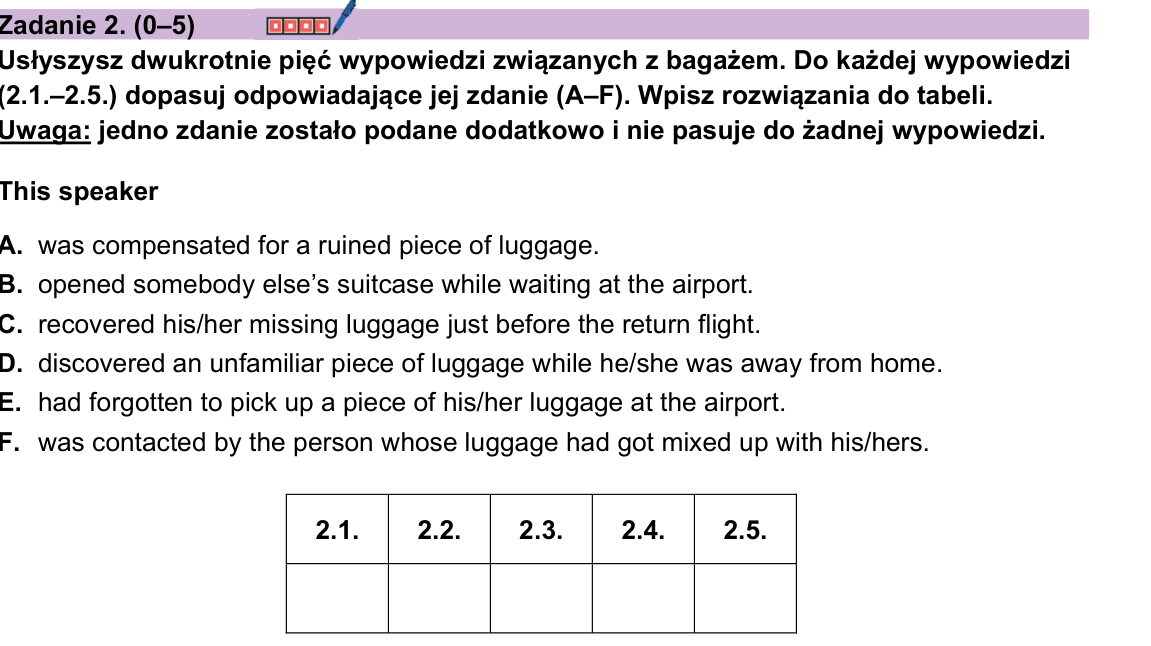 Zadanie 2. (0–5)
Usłyszysz dwukrotnie pięć wypowiedzi związanych z bagażem. Do każdej wypowiedzi
(2.1.–2.5.) dopasuj odpowiadające jej zdanie (A–F). Wpisz rozwiązania do tabeli.
Uwaga: jedno zdanie zostało podane dodatkowo i nie pasuje do żadnej wypowiedzi.
This speaker
A. was compensated for a ruined piece of luggage.
B. opened somebody else’s suitcase while waiting at the airport.
C. recovered his/her missing luggage just before the return flight.
D. discovered an unfamiliar piece of luggage while he/she was away from home.
E. had forgotten to pick up a piece of his/her luggage at the airport.
F. was contacted by the person whose luggage had got mixed up with his/hers.
2.1. 2.2. 2.3. 2.4. 2.5.